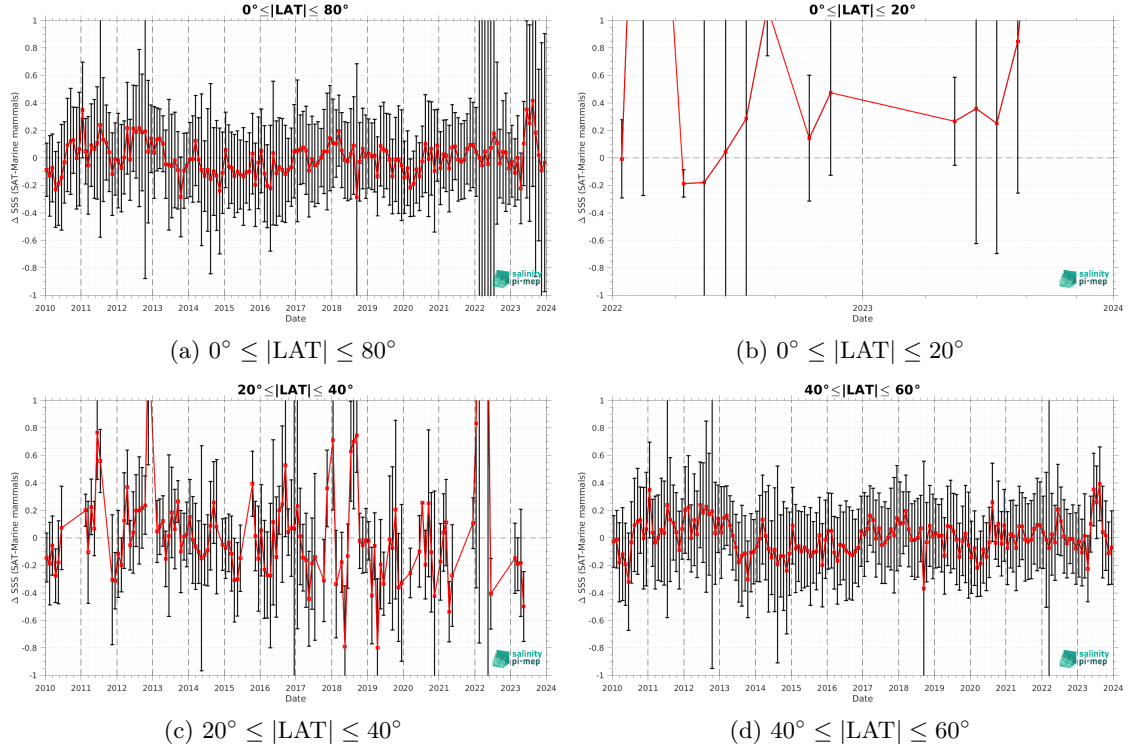 0°≤|LAT|≤ 80°
Δ SSS (SAT-Marine mammals)
1
0.8
0.6
0.4
0.2
0
-0.2
-0.4
-0.6
-0.8
-1
2010 2011 2012 2013 2014 2015 2016 2017 2018 2019 2020 2021 2022 2023 2024
Date
salinity
pi-mep
(a) 0° ≤ |LAT| ≤ 80°
0°≤|LAT|≤ 20°
Δ SSS (SAT-Marine mammals)
1
0.8
0.6
0.4
0.2
0
-0.2
-0.4
-0.6
-0.8
-1
2022 2023 2024
Date
salinity
pi-mep
(b) 0° ≤ |LAT| ≤ 20°
20°≤|LAT|≤ 40°
Δ SSS (SAT-Marine mammals)
1
0.8
0.6
0.4
0.2
0
-0.2
-0.4
-0.6
-0.8
-1
2010 2011 2012 2013 2014 2015 2016 2017 2018 2019 2020 2021 2022 2023 2024
Date
salinity
pi-mep
(c) 20° ≤ |LAT| ≤ 40°
40°≤|LAT|≤ 60°
Δ SSS (SAT-Marine mammals)
1
0.8
0.6
0.4
0.2
0
-0.2
-0.4
-0.6
-0.8
-1
2010 2011 2012 2013 2014 2015 2016 2017 2018 2019 2020 2021 2022 2023 2024
Date
salinity
pi-mep
(d) 40° ≤ |LAT| ≤ 60°